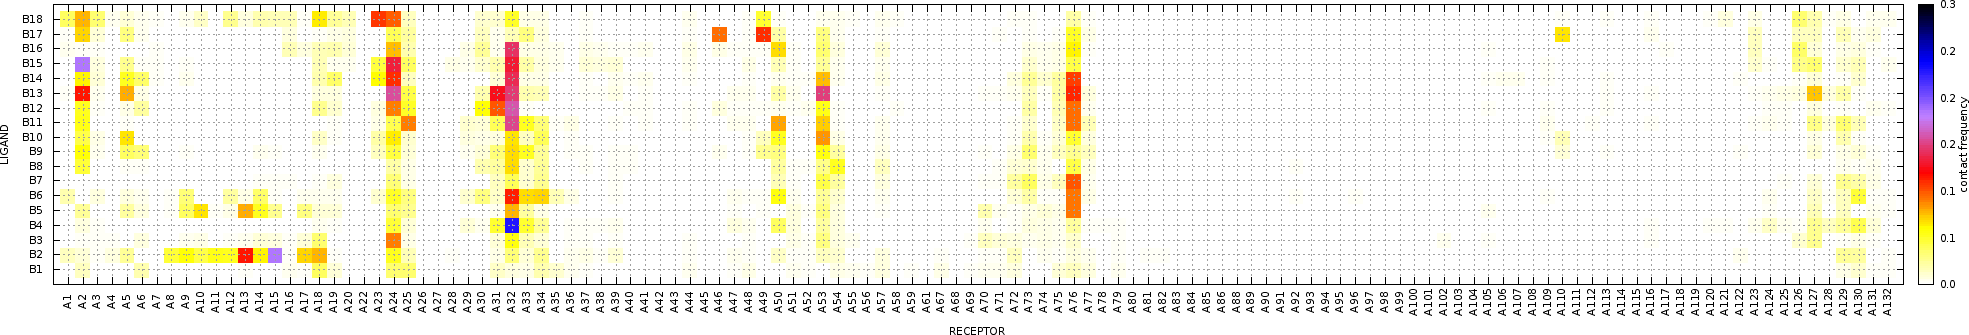 B18
B17
B16
B15
B14
B13
B12
B11
B10
B9
B8
B7
B6
B5
B4
B3
B2
B1
LIGAND
A1 A2 A3 A4 A5 A6 A7 A8 A9 A10 A11 A12 A13 A14 A15 A16 A17 A18 A19 A20 A22 A23 A24 A25 A26 A27 A28 A29 A30 A31 A32 A33 A34 A35 A36 A37 A38 A39 A40 A41 A42 A43 A44 A45 A46 A47 A48 A49 A50 A51 A52 A53 A54 A55 A56 A57 A58 A59 A61 A67 A68 A69 A70 A71 A72 A73 A74 A75 A76 A77 A78 A79 A80 A81 A82 A84 A85 A86 A87 A88 A89 A90 A91 A92 A93 A94 A95 A96 A97 A98 A99 A100 A101 A102 A103 A104 A105 A106 A107 A108 A109 A110 A111 A112 A113 A114 A115 A116 A117 A118 A119 A120 A121 A122 A123 A124 A125 A126 A127 A128 A129 A130 A131 A132
RECEPTOR
0.3
0.2
0.2
0.2
0.1
0.1
0.0
contact frequency